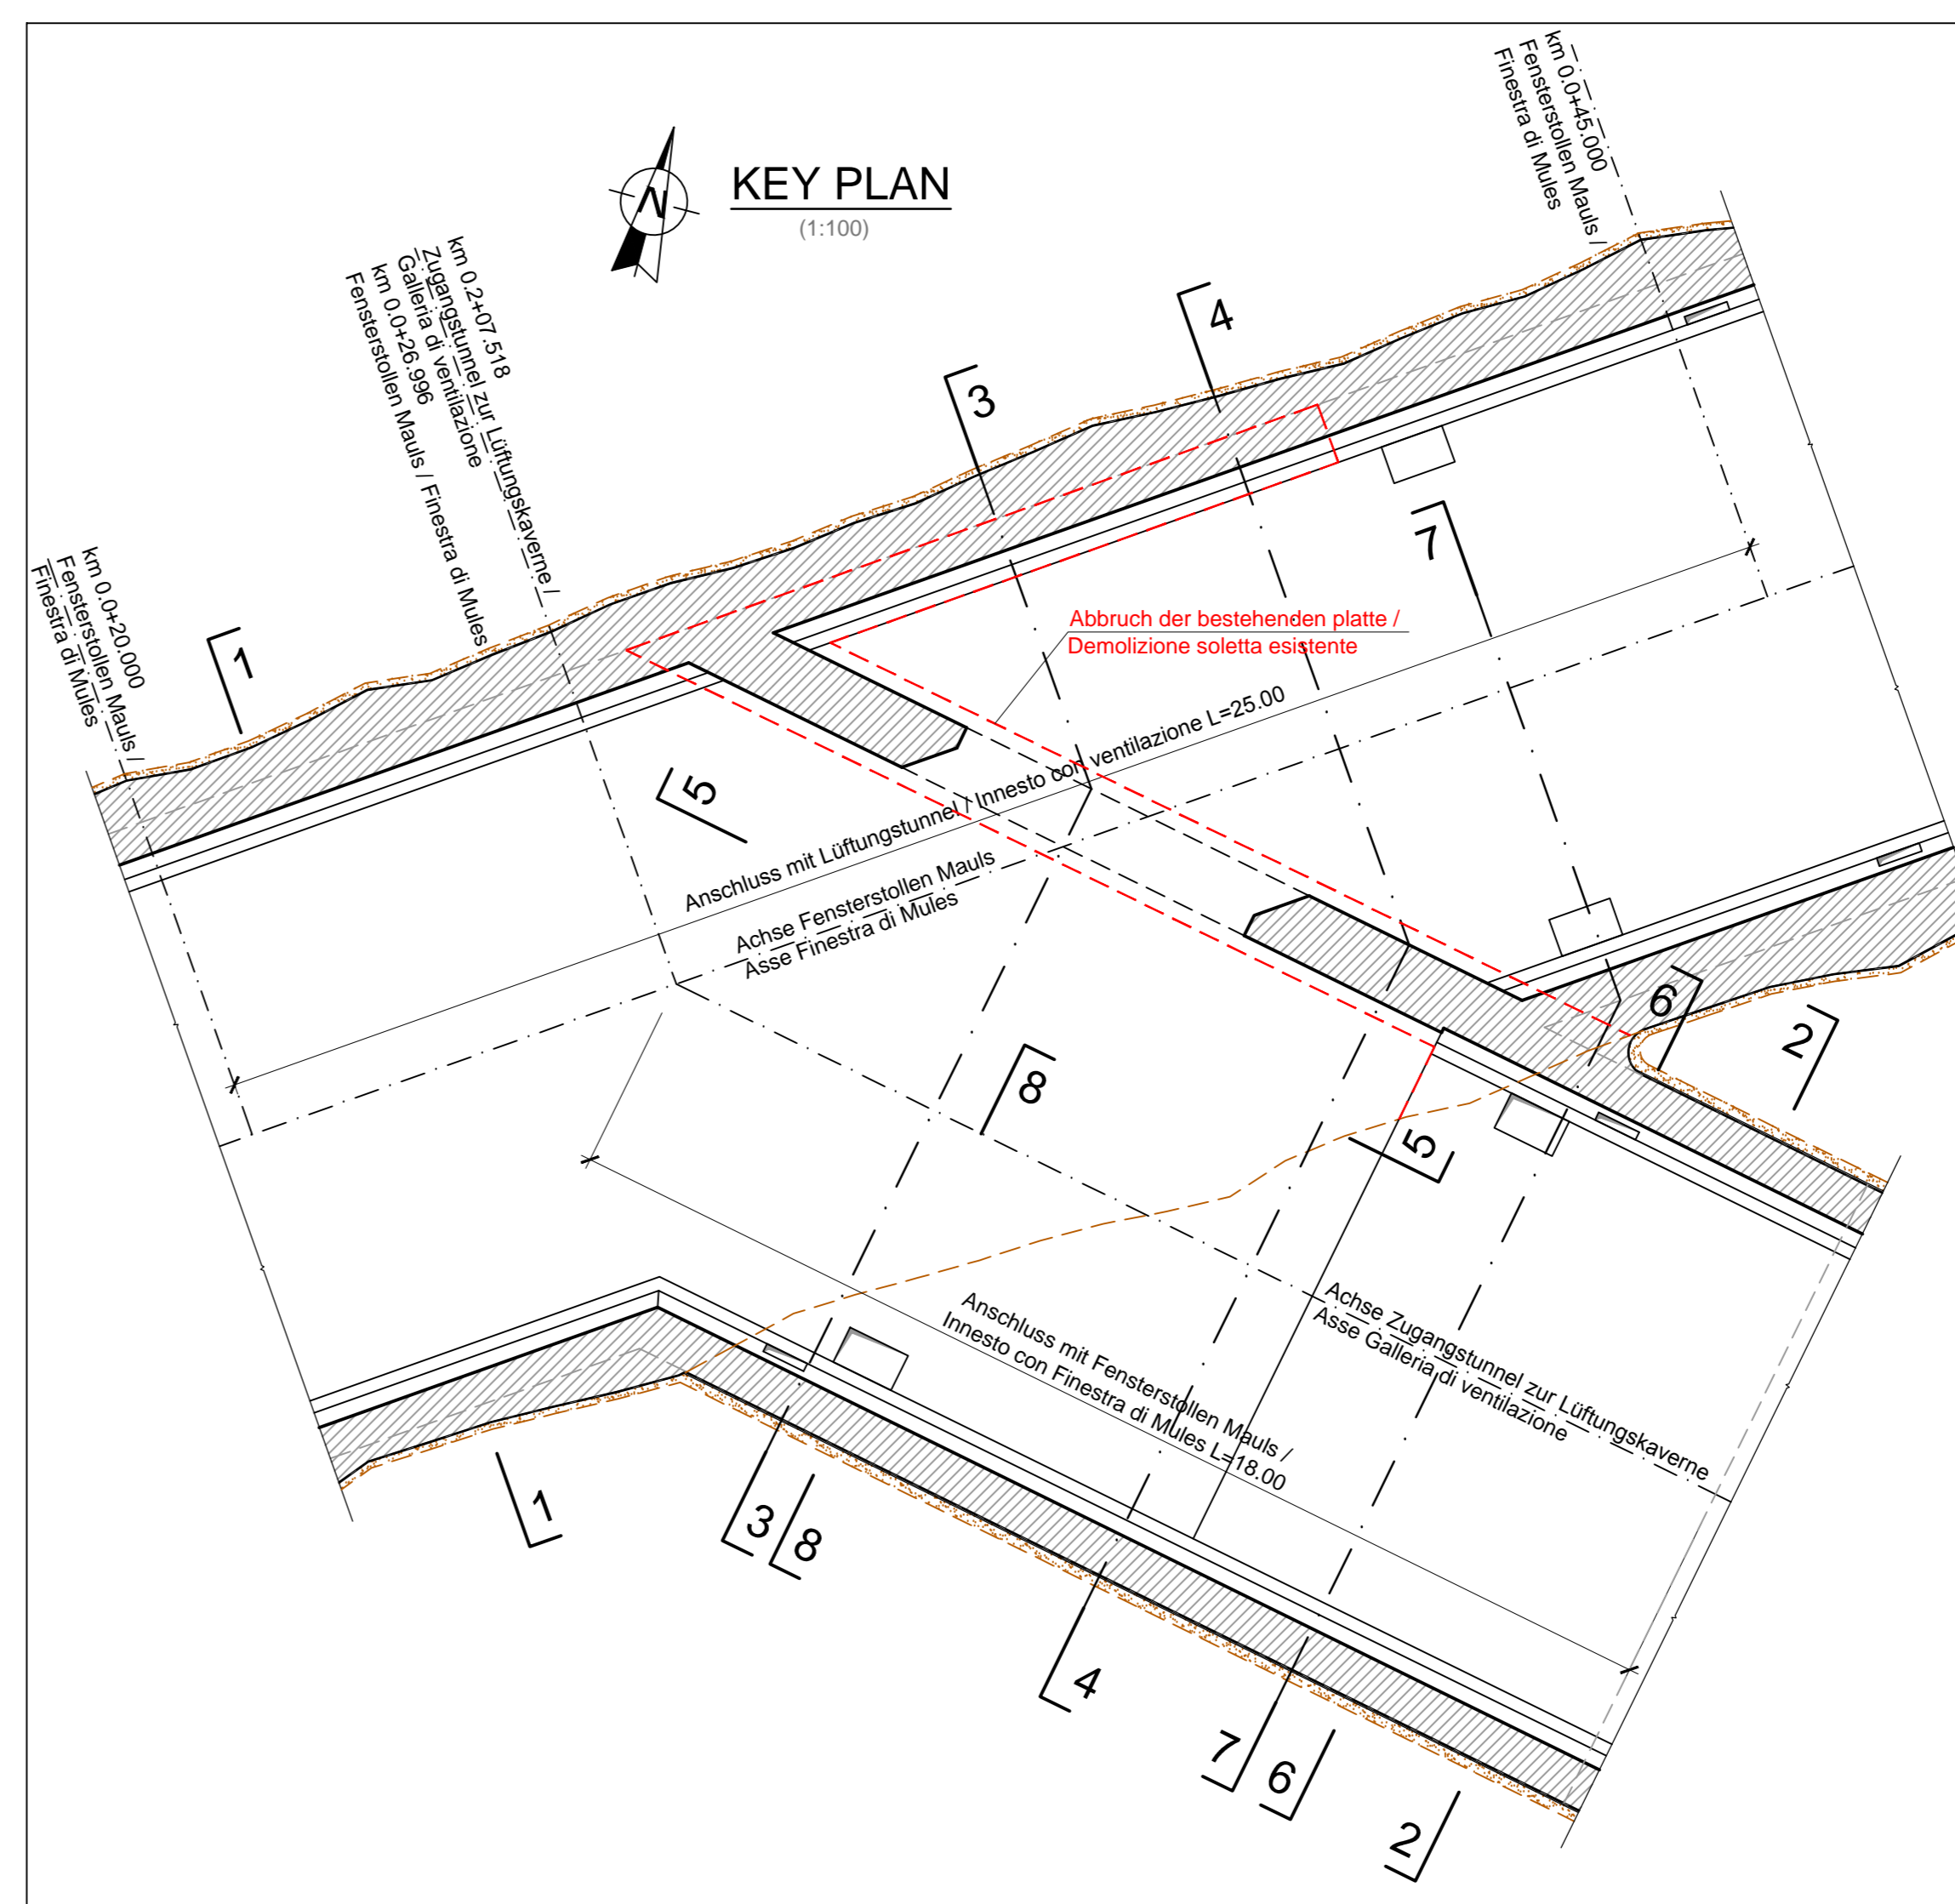 KEY PLAN
(1:100)
N
km 0.0+20.000
Fensterstollen Mauls /
Finestra di Mules
km 0.2+07.518
Zugangstunnel zur Lüftungskaverne /
Galleria di ventilazione
km 0.0+26.996
Fensterstollen Mauls / Finestra di Mules
km 0.0+45.000
Fensterstollen Mauls /
Finestra di Mules
1
3
4
7
5
Abbruch der bestehenden platte /
Demolizione soletta esistente
Anschluss mit Lüftungstunnel / Innesto con ventilazione L=25.00
Achse Fensterstollen Mauls
Asse Finestra di Mules
6
2
8
5
Anschluss mit Fensterstollen Mauls /
Innesto con Finestra di Mules L=18.00
Achse Zugangstunnel zur Lüftungskaverne
Asse Galleria di ventilazione
1
3
8
4
7
6
2